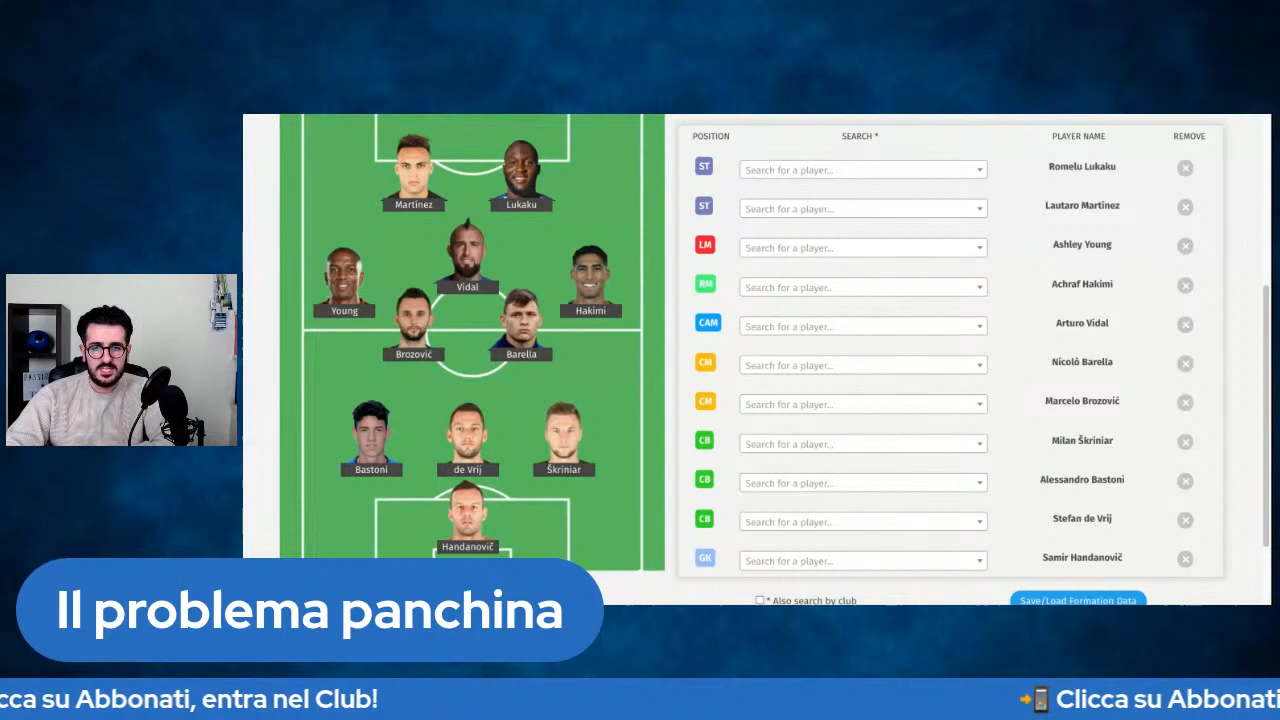 POSITION SEARCH * PLAYER NAME REMOVE
ST Search for a player... Romelu Lukaku
ST Search for a player... Lautaro Martínez
LM Search for a player... Ashley Young
RM Search for a player... Achraf Hakimi
CAM Search for a player... Arturo Vidal
CM Search for a player... Nicolò Barella
CM Search for a player... Marcelo Brozović
CB Search for a player... Milan Škriniar
CB Search for a player... Alessandro Bastoni
CB Search for a player... Stefan de Vrij
GK Search for a player... Samir Handanovič
* Also search by club Save/Load Formation Data
Martínez Lukaku
Vidal
Young Hakimi
Brozović Barella
Bastoni de Vrij Škriniar
Handanovič
Il problema panchina
cca su Abbonati, entra nel Club! Clicca su Abbonati